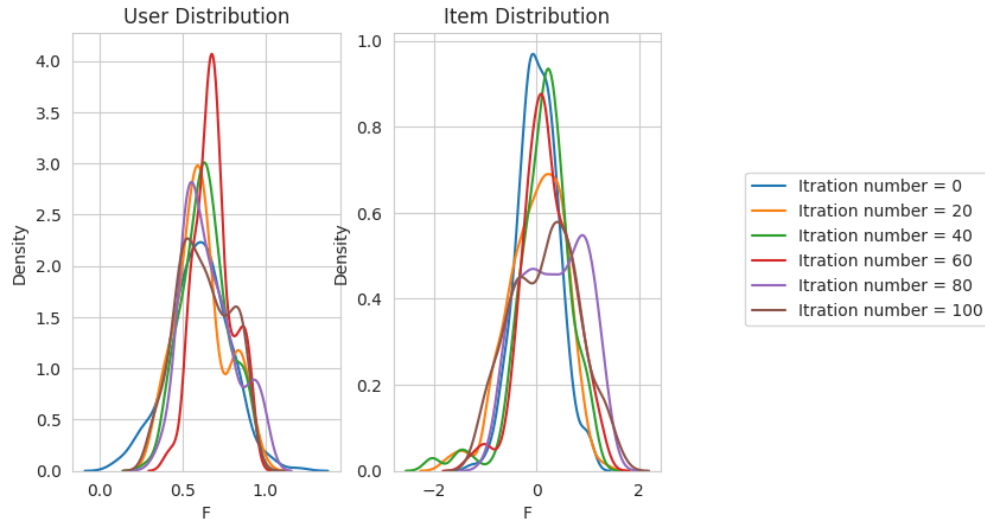 User Distribution
Item Distribution
Density
4.0
3.5
3.0
2.5
2.0
1.5
1.0
0.5
0.0
0.0
0.5
1.0
F
Density
1.0
0.8
0.6
0.4
0.2
0.0
−2
0
2
F
Itration number = 0
Itration number = 20
Itration number = 40
Itration number = 60
Itration number = 80
Itration number = 100